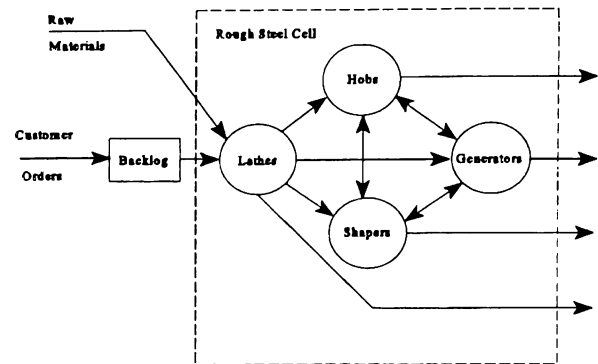 Raw
Materials
Rough Steel Cell
Hobs
Customer
Orders
Backlog
Lathes
Generators
Shapers